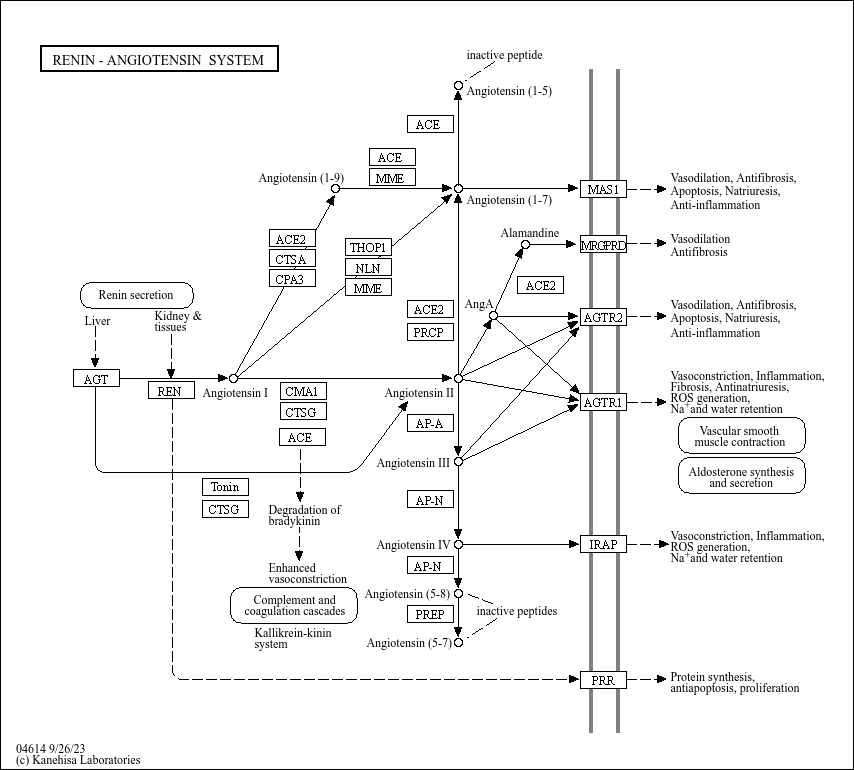 RENIN - ANGIOTENSIN SYSTEM
inactive peptide
Angiotensin (1-5)
ACE
ACE
MME
Angiotensin (1-9)
Angiotensin (1-7)
MAS1
Vasodilation, Antifibrosis,
Apoptosis, Natriuresis,
Anti-inflammation
ACE2
CTSA
CPA3
THOP1
NLN
MME
Alamandine
MRGPRD
Vasodilation
Antifibrosis
ACE2
Renin secretion
Liver
Kidney &
tissues
ACE2
PRCP
AngA
AGTR2
Vasodilation, Antifibrosis,
Apoptosis, Natriuresis,
Anti-inflammation
AGT
REN
Angiotensin I
CMA1
CTSG
ACE
Angiotensin II
AGTR1
Vasoconstriction, Inflammation,
Fibrosis, Antinatriuresis,
ROS generation,
Na+and water retention
AP-A
Vascular smooth
muscle contraction
Angiotensin III
Aldosterone synthesis
and secretion
Tonin
CTSG
AP-N
Degradation of
bradykinin
Angiotensin IV
IRAP
Vasoconstriction, Inflammation,
ROS generation,
Na+and water retention
AP-N
Enhanced
vasoconstriction
Complement and
coagulation cascades
Angiotensin (5-8)
PREP
inactive peptides
Kallikrein-kinin
system
Angiotensin (5-7)
PRR
Protein synthesis,
antiapoptosis, proliferation
04614 9/26/23
(c) Kanehisa Laboratories